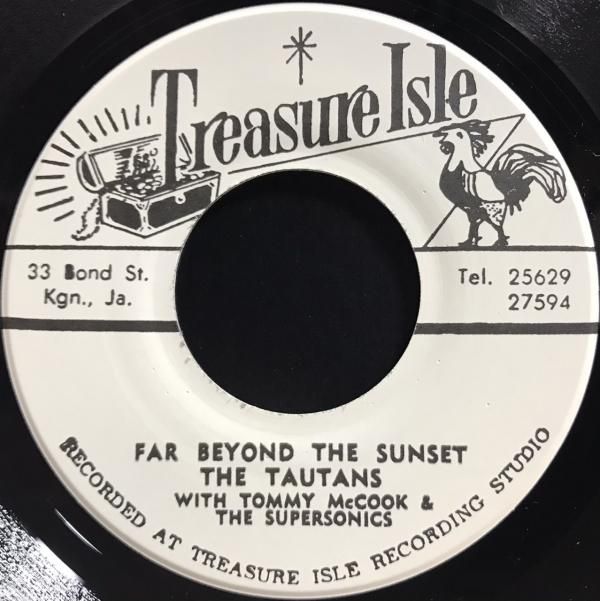 Treasure Isle
33 Bond St.
Kgn., Ja.
Tel. 25629
27594
FAR BEYOND THE SUNSET
THE TAUTANS
WITH TOMMY McCOOK &
THE SUPERSONICS
RECORDED AT TREASURE ISLE RECORDING STUDIO